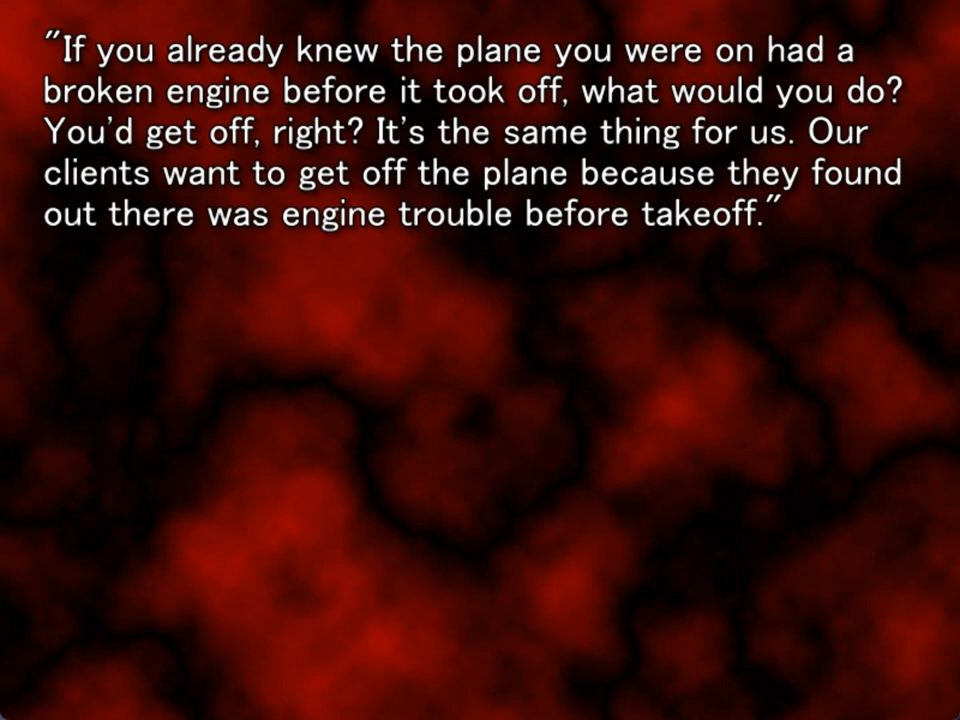 "If you already knew the plane you were on had a
broken engine before it took off, what would you do?
You'd get off, right? It's the same thing for us. Our
clients want to get off the plane because they found
out there was engine trouble before takeoff."